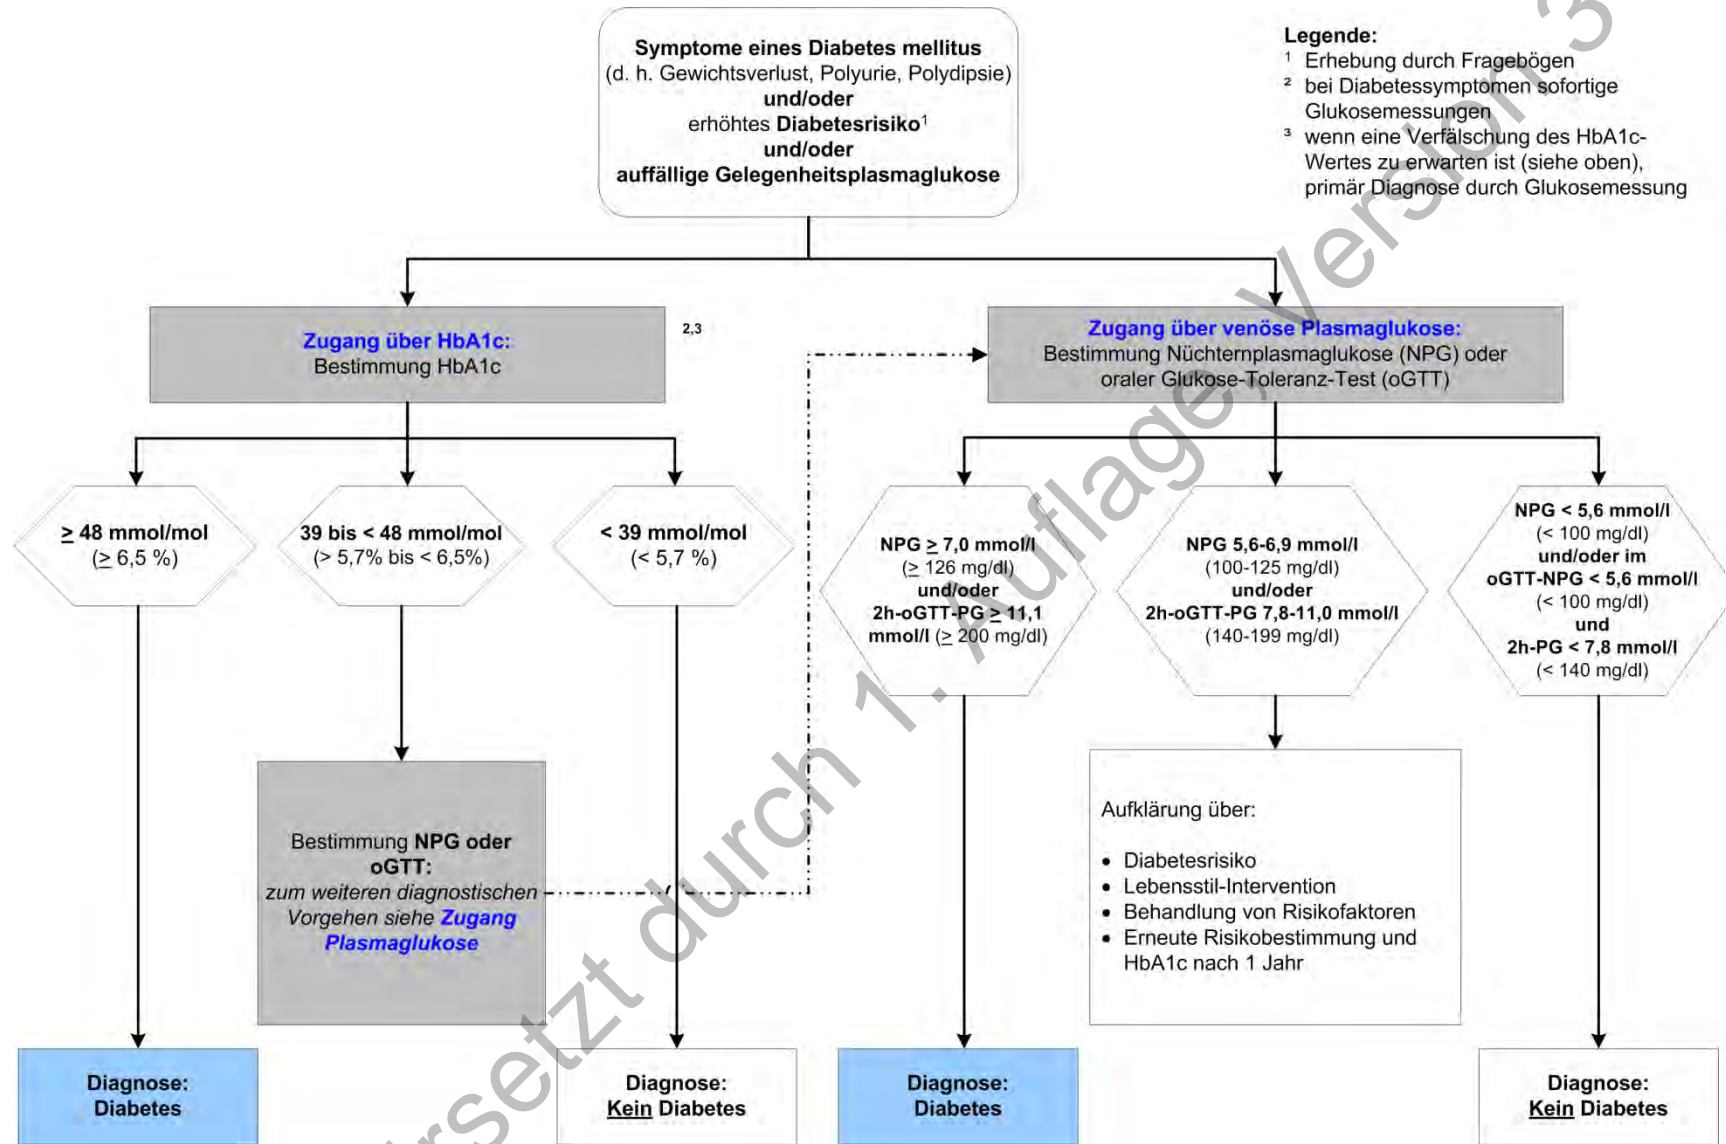 Symptome eines Diabetes mellitus
(d. h. Gewichtsverlust, Polyurie, Polydipsie)
und/oder
erhöhtes Diabetesrisiko¹
und/oder
auffällige Gelegenheitsplasmaglukose
Legende:
¹ Erhebung durch Fragebögen
² bei Diabetessymptomen sofortige
Glukosemessungen
³ wenn eine Verfälschung des HbA1c-
Wertes zu erwarten ist (siehe oben),
primär Diagnose durch Glukosemessung
Zugang über HbA1c:
Bestimmung HbA1c
2,3
Zugang über venöse Plasmaglukose:
Bestimmung Nüchternplasmaglukose (NPG) oder
oraler Glukose-Toleranz-Test (oGTT)
≥ 48 mmol/mol
(≥ 6,5 %)
39 bis < 48 mmol/mol
(> 5,7% bis < 6,5%)
< 39 mmol/mol
(< 5,7 %)
NPG ≥ 7,0 mmol/l
(≥ 126 mg/dl)
und/oder
2h-oGTT-PG ≥ 11,1
mmol/l (≥ 200 mg/dl)
NPG 5,6-6,9 mmol/l
(100-125 mg/dl)
und/oder
2h-oGTT-PG 7,8-11,0 mmol/l
(140-199 mg/dl)
NPG < 5,6 mmol/l
(< 100 mg/dl)
und/oder im
oGTT-NPG < 5,6 mmol/l
(< 100 mg/dl)
und
2h-PG < 7,8 mmol/l
(< 140 mg/dl)
Bestimmung NPG oder
oGTT:
zum weiteren diagnostischen
Vorgehen siehe Zugang
Plasmaglukose
Aufklärung über:
• Diabetesrisiko
• Lebensstil-Intervention
• Behandlung von Risikofaktoren
• Erneute Risikobestimmung und
HbA1c nach 1 Jahr
Diagnose:
Diabetes
Diagnose:
Kein Diabetes
Diagnose:
Diabetes
Diagnose:
Kein Diabetes
rsetzt durch 1. Auflage, Version 3